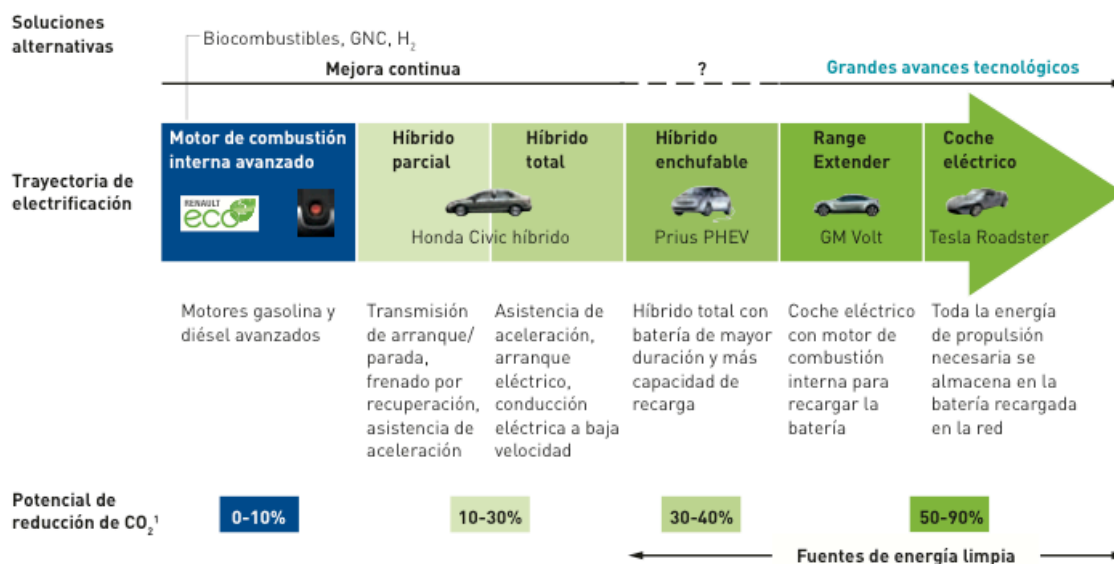 Soluciones
alternativas
Biocombustibles, GNC, H₂
Mejora continua
?
Grandes avances tecnológicos
Trayectoria de
electrificación
Motor de combustión
interna avanzado
RENAULT
eco²
Híbrido
parcial
Híbrido
total
Honda Civic híbrido
Híbrido
enchufable
Prius PHEV
Range
Extender
GM Volt
Coche
eléctrico
Tesla Roadster
Motores gasolina y
diésel avanzados
Transmisión
de arranque/
parada,
frenado por
recuperación,
asistencia de
aceleración
Asistencia de
aceleración,
arranque
eléctrico,
conducción
eléctrica a baja
velocidad
Híbrido total con
batería de mayor
duración y más
capacidad de
recarga
Coche eléctrico
con motor de
combustión
interna para
recargar la
batería
Toda la energía
de propulsión
necesaria se
almacena en la
batería recargada
en la red
Potencial de
reducción de CO₂¹
0-10%
10-30%
30-40%
50-90%
Fuentes de energía limpia